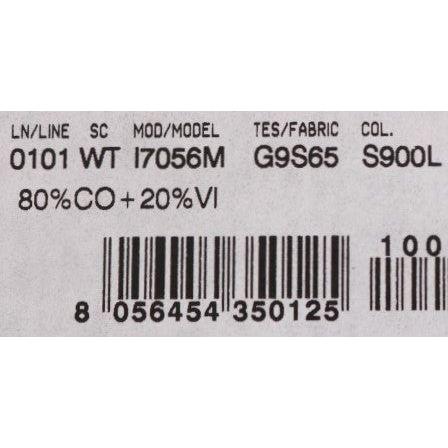 LN/LINE SC MOD/MODEL TES/FABRIC COL.
0101 WT I7056M G9S65 S900L
80%CO+20%VI
100
8 056454 350125